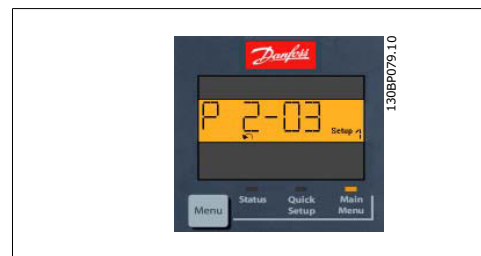 Danfoss
P 2-03
Setup 1
Status
Quick Setup
Main Menu
Menu
130BP079.10